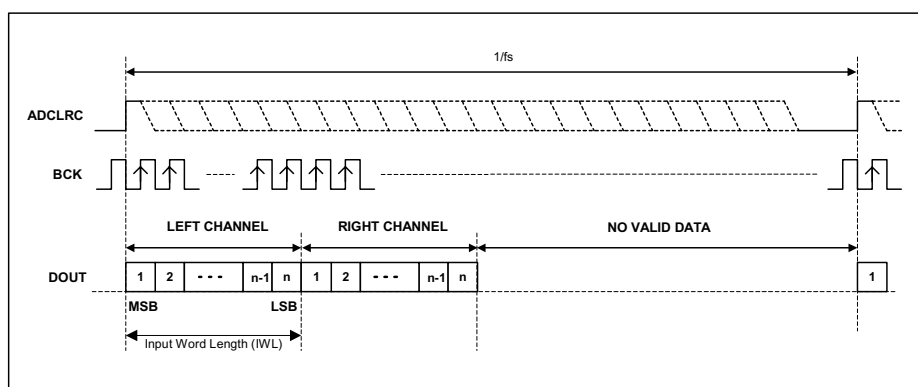 1/fs
ADCLRC
BCK
LEFT CHANNEL RIGHT CHANNEL NO VALID DATA
DOUT 1 2 --- n-1 n 1 2 --- n-1 n 1
MSB LSB
Input Word Length (IWL)